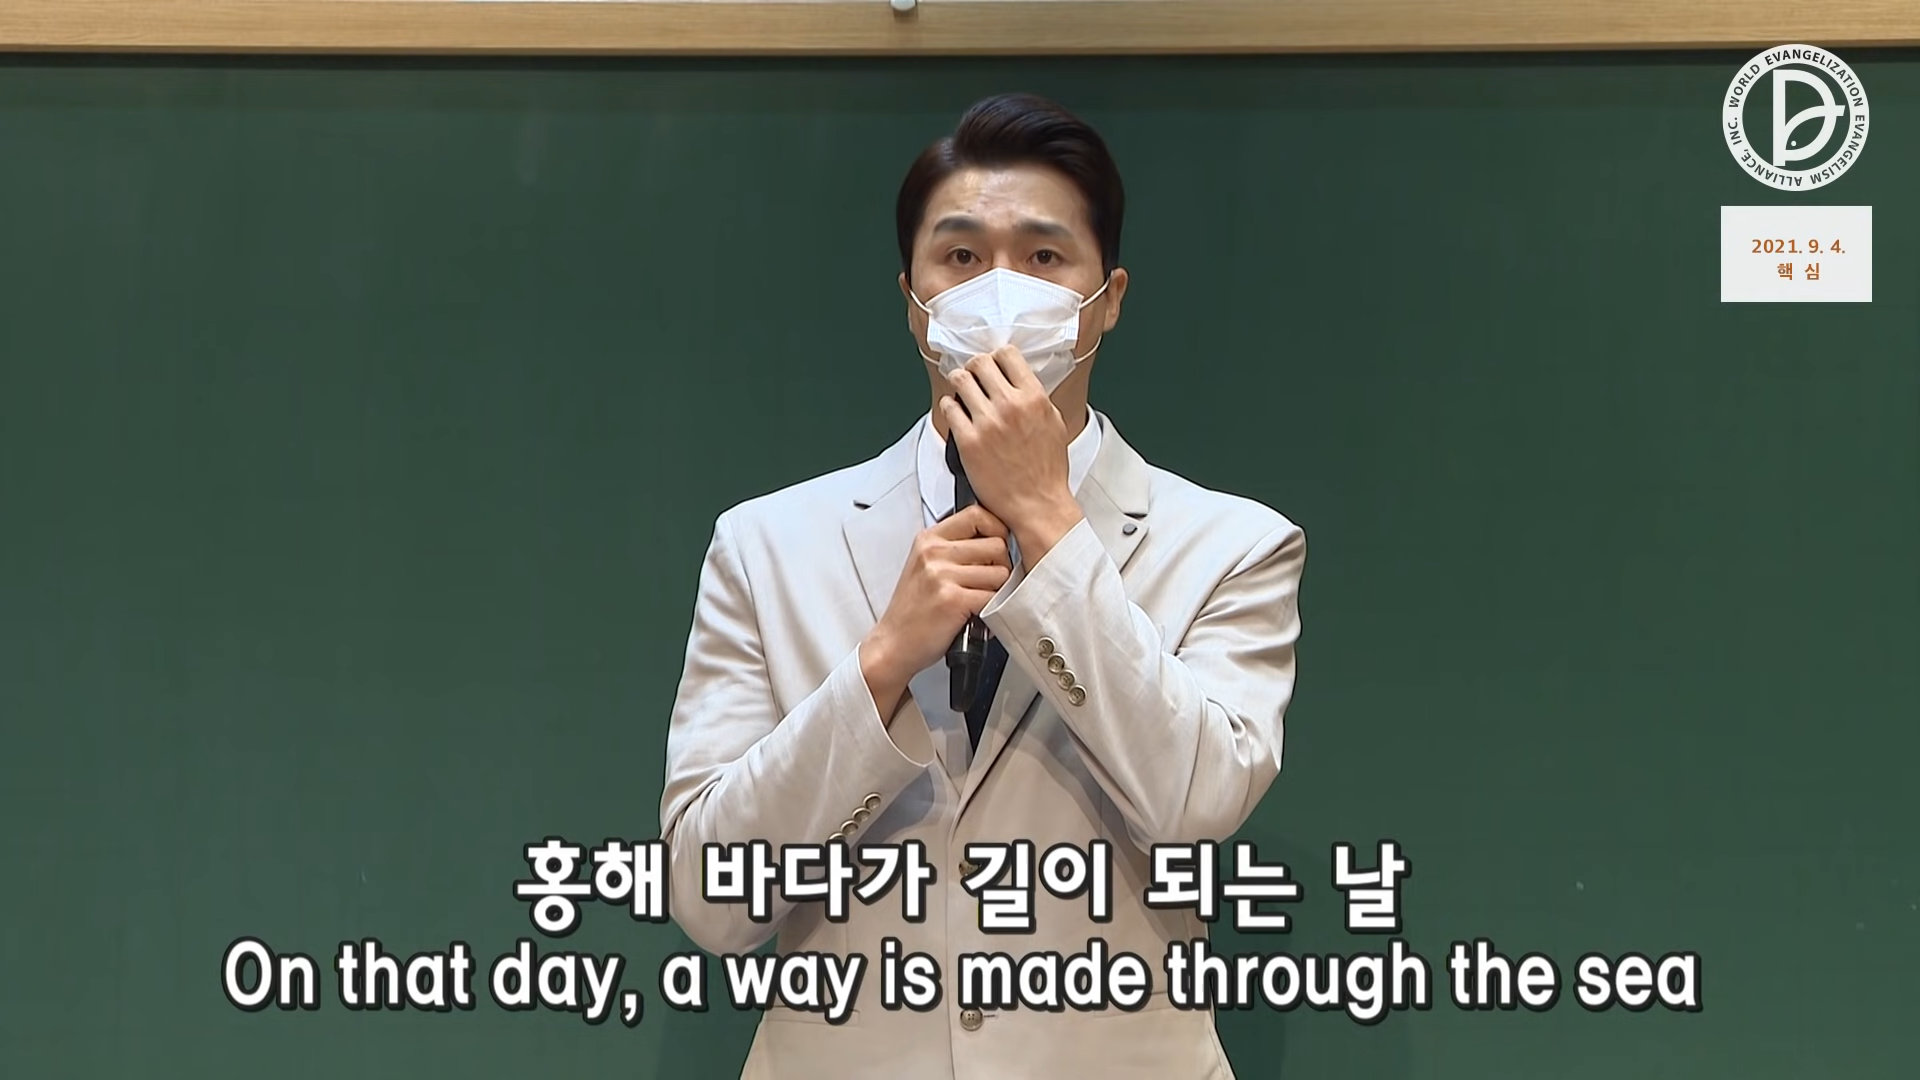 WORLD EVANGELIZATION EVANGELISM ALLIANCE, INC.
2021. 9. 4.
핵 심
홍해 바다가 길이 되는 날
On that day, a way is made through the sea